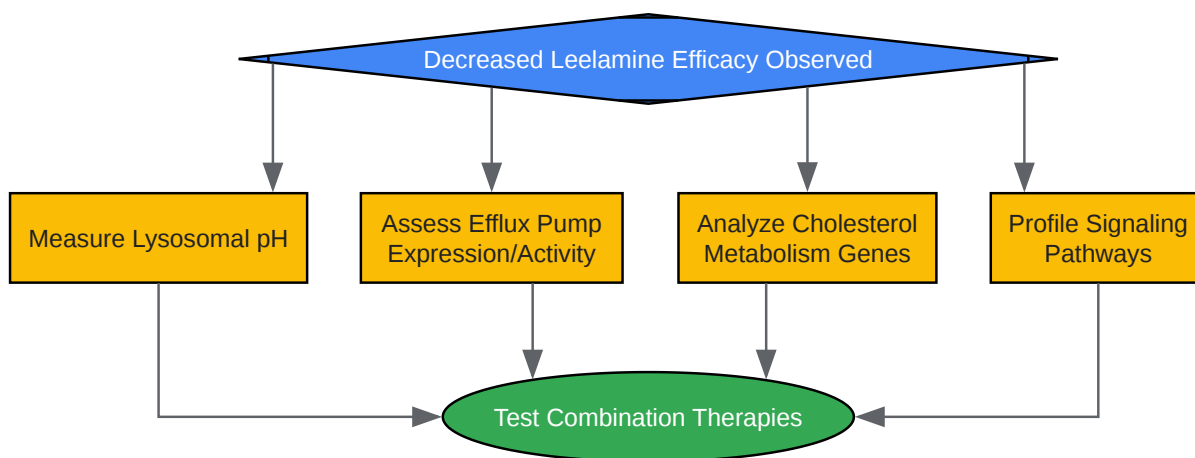 Decreased Leelamine Efficacy Observed
Measure Lysosomal pH
Assess Efflux Pump
Expression/Activity
Analyze Cholesterol
Metabolism Genes
Profile Signaling
Pathways
Test Combination Therapies